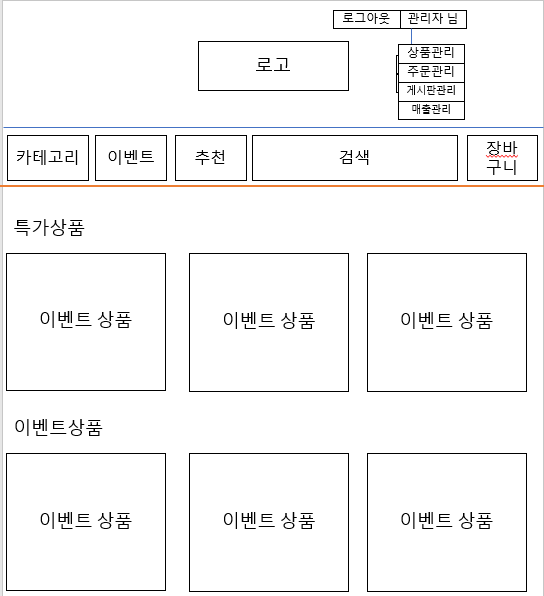 로그아웃 관리자 님
로고
상품관리
주문관리
게시판관리
매출관리
카테고리 이벤트 추천 검색 장바
구니
특가상품
이벤트 상품 이벤트 상품 이벤트 상품
이벤트상품
이벤트 상품 이벤트 상품 이벤트 상품